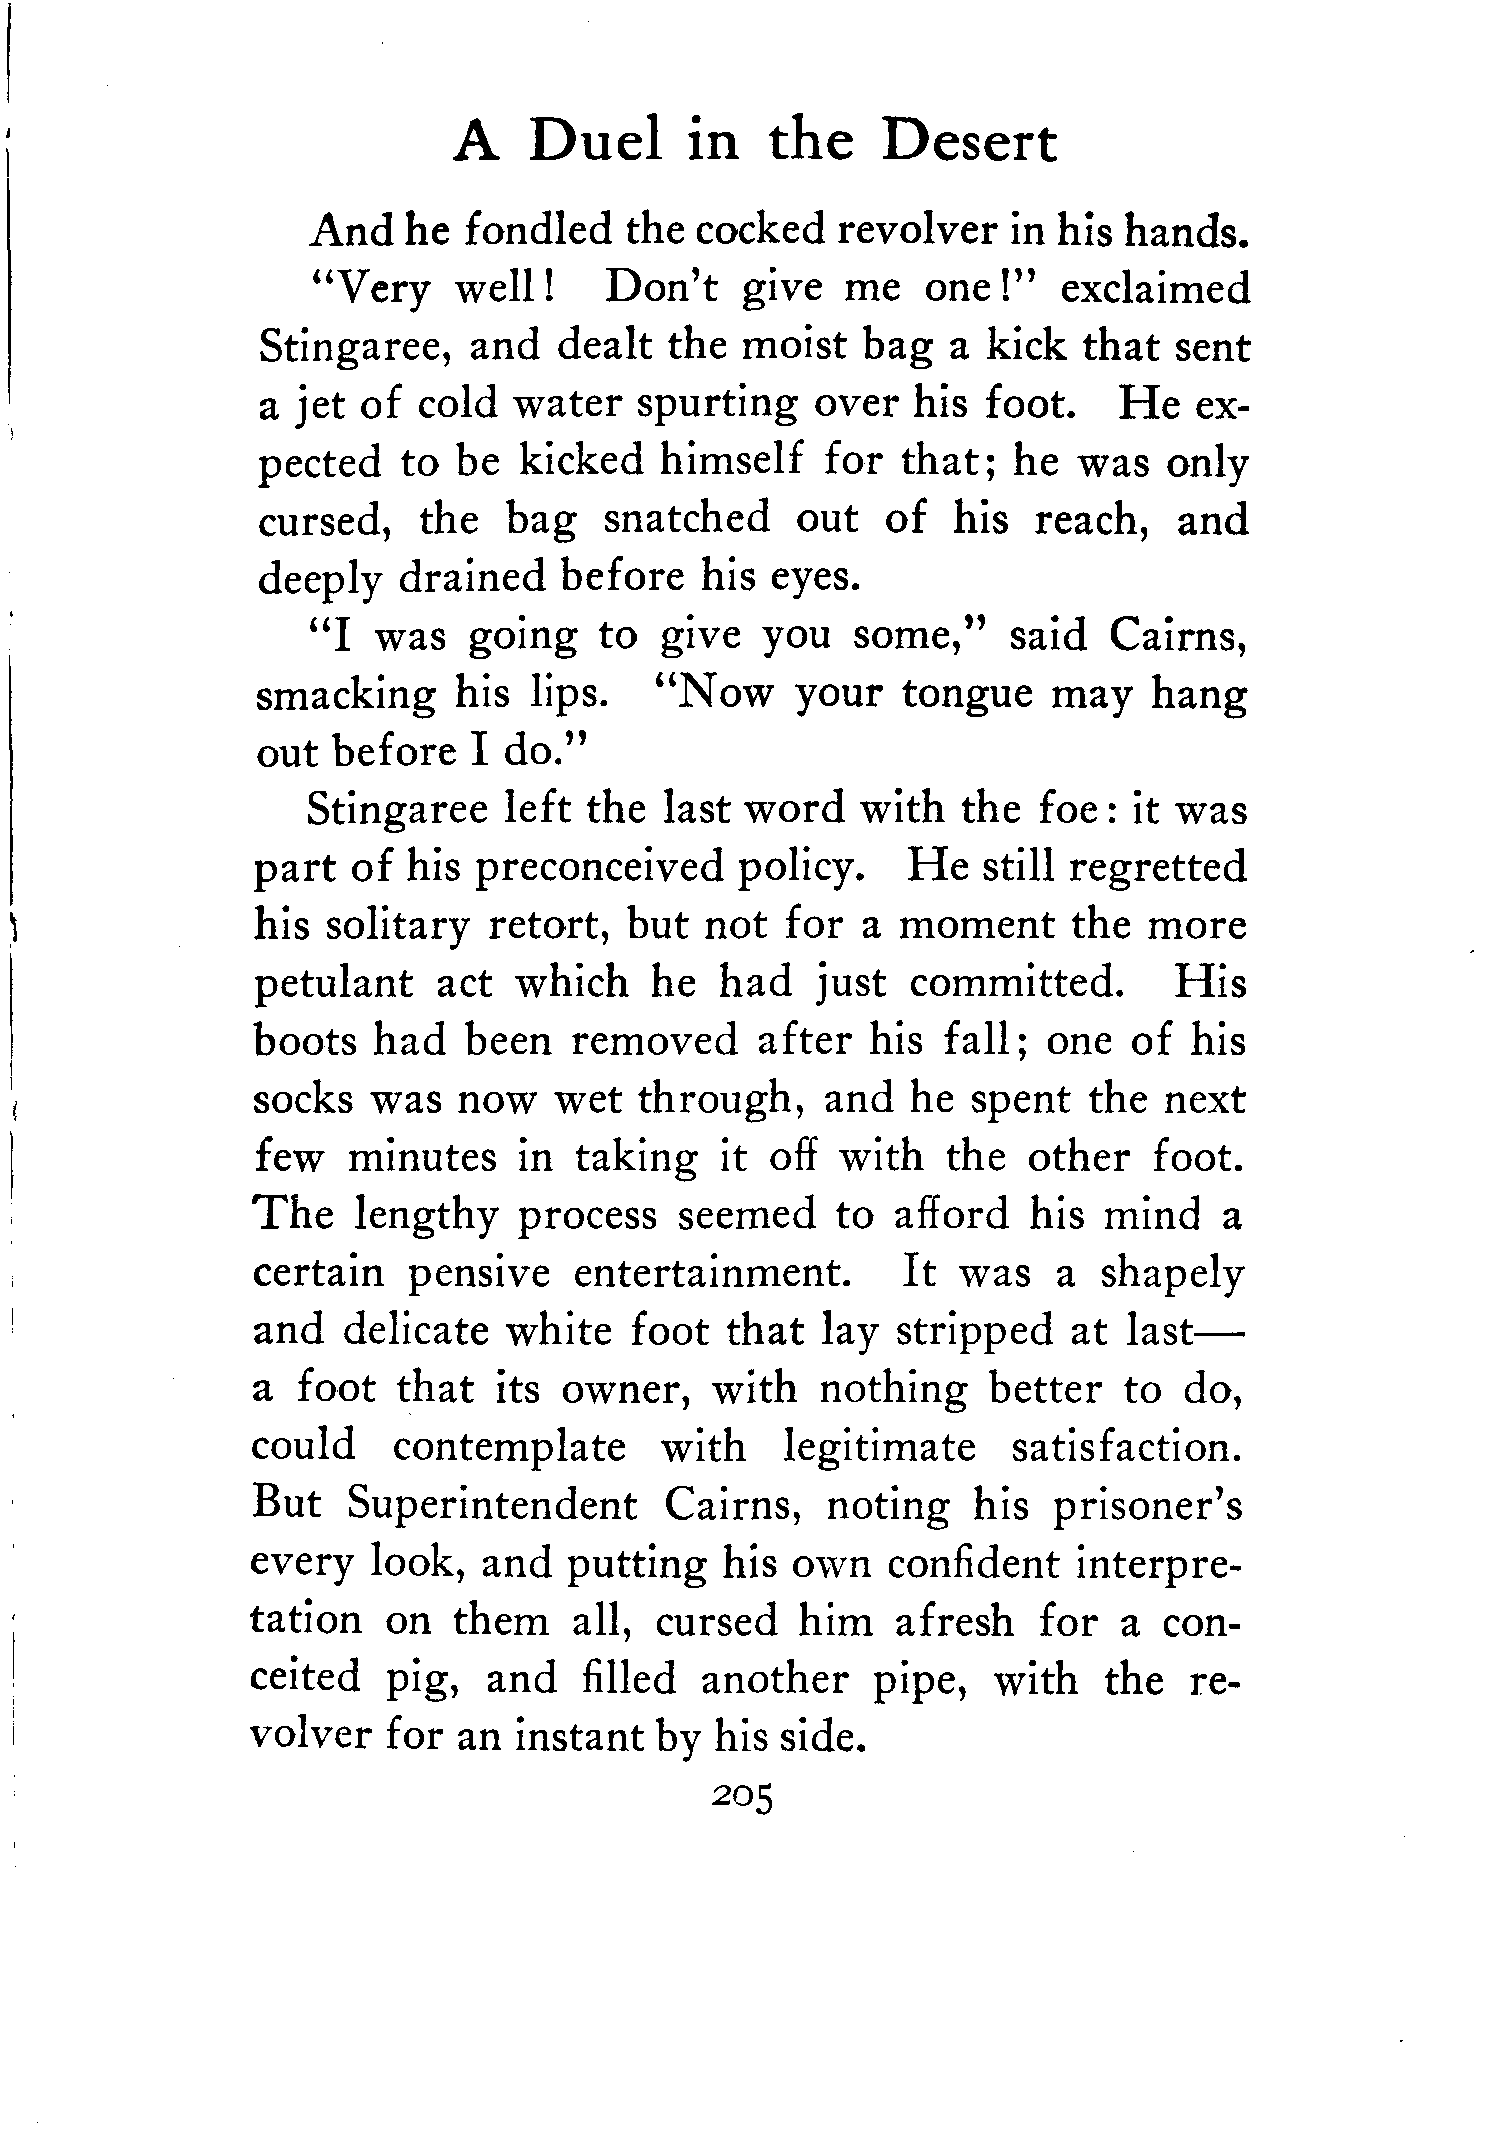 A Duel in the Desert
And he fondled the cocked revolver in his hands.
“Very well! Don't give me one!” exclaimed
Stingaree, and dealt the moist bag a kick that sent
a jet of cold water spurting over his foot. He ex-
pected to be kicked himself for that; he was only
cursed, the bag snatched out of his reach, and
deeply drained before his eyes.
“I was going to give you some,” said Cairns,
smacking his lips. “Now your tongue may hang
out before I do.”
Stingaree left the last word with the foe: it was
part of his preconceived policy. He still regretted
his solitary retort, but not for a moment the more
petulant act which he had just committed. His
boots had been removed after his fall; one of his
socks was now wet through, and he spent the next
few minutes in taking it off with the other foot.
The lengthy process seemed to afford his mind a
certain pensive entertainment. It was a shapely
and delicate white foot that lay stripped at last—
a foot that its owner, with nothing better to do,
could contemplate with legitimate satisfaction.
But Superintendent Cairns, noting his prisoner's
every look, and putting his own confident interpre-
tation on them all, cursed him afresh for a con-
ceited pig, and filled another pipe, with the re-
volver for an instant by his side.
205